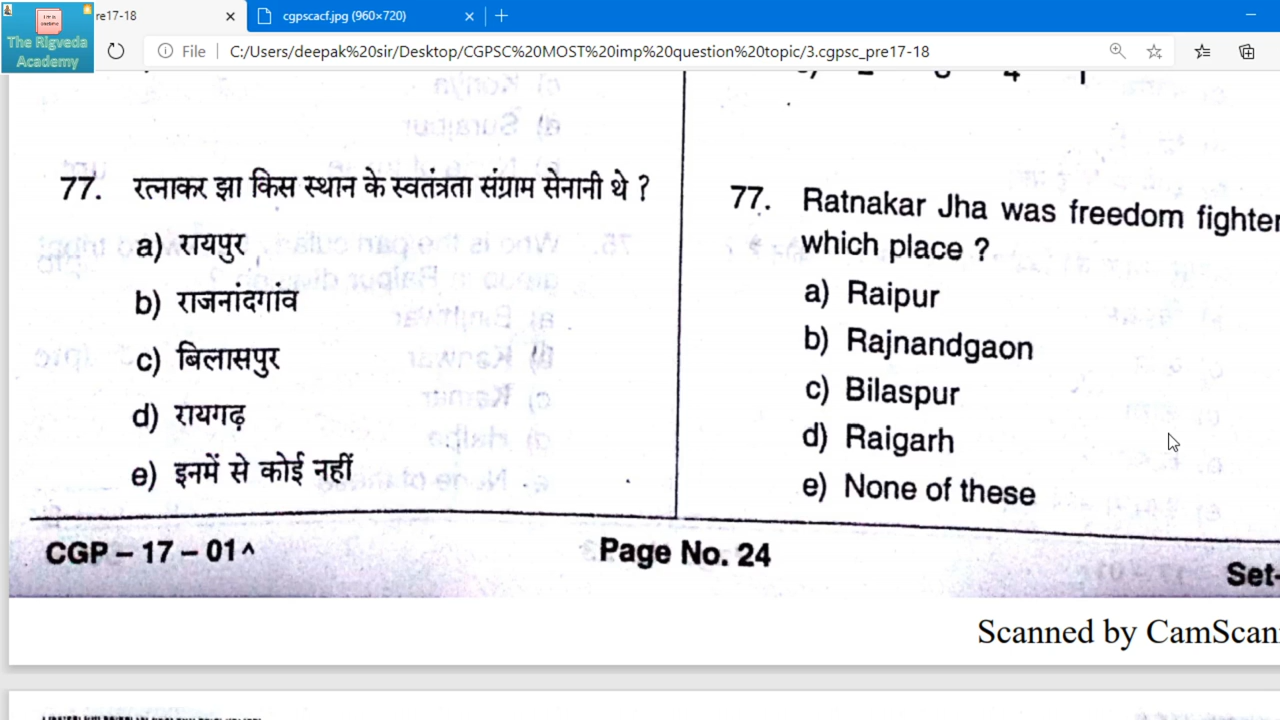 re17-18
cgpscacf.jpg (960×720)
The Rigveda
Academy
File
C:/Users/deepak%20sir/Desktop/CGPSC%20MOST%20imp%20question%20topic/3.cgpsc_pre17-18
77. रत्नाकर झा किस स्थान के स्वतंत्रता संग्राम सेनानी थे ?
a) रायपुर
b) राजनांदगांव
c) बिलासपुर
d) रायगढ़
e) इनमें से कोई नहीं
77. Ratnakar Jha was freedom fighter
which place ?
a) Raipur
b) Rajnandgaon
c) Bilaspur
d) Raigarh
e) None of these
CGP – 17 – 01^
Page No. 24
Set-
Scanned by CamScan